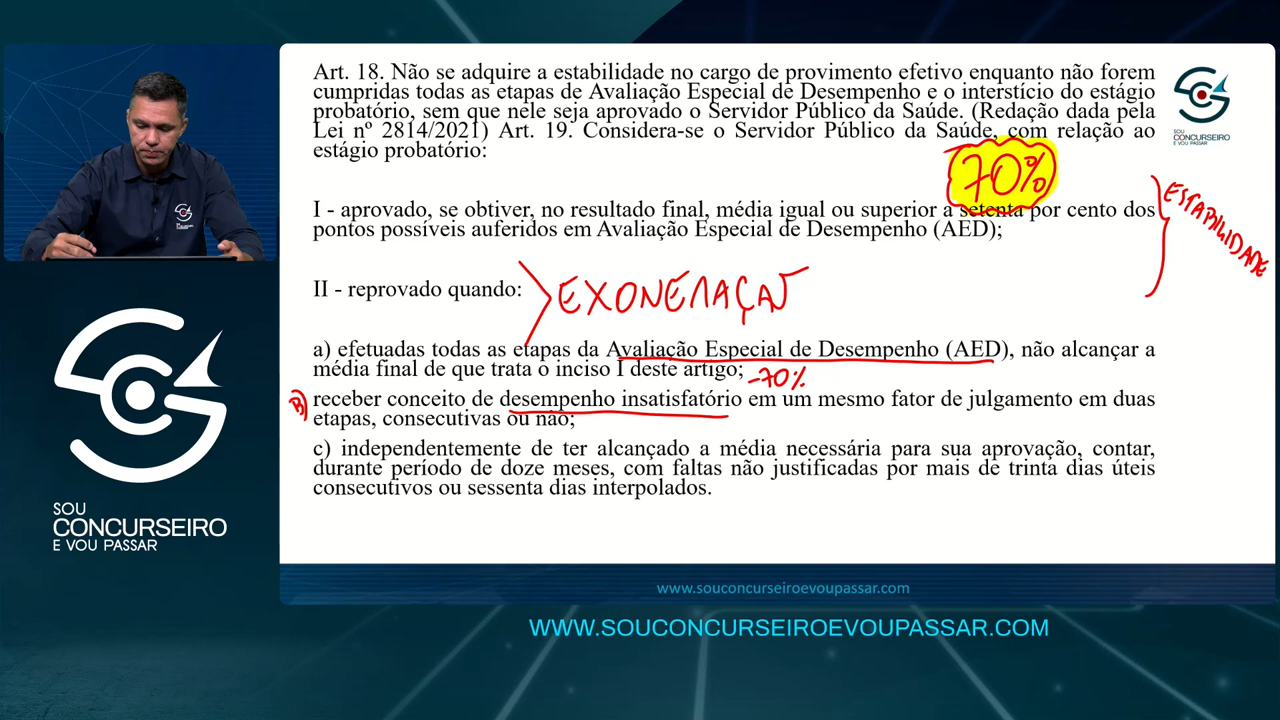 Art. 18. Não se adquire a estabilidade no cargo de provimento efetivo enquanto não forem
cumpridas todas as etapas de Avaliação Especial de Desempenho e o interstício do estágio
probatório, sem que nele seja aprovado o Servidor Público da Saúde. (Redação dada pela
Lei nº 2814/2021) Art. 19. Considera-se o Servidor Público da Saúde, com relação ao
estágio probatório:
70%
I - aprovado, se obtiver, no resultado final, média igual ou superior a setenta por cento dos
pontos possíveis auferidos em Avaliação Especial de Desempenho (AED);
ESTABILIDADE
II - reprovado quando:
EXONERAÇÃO
a) efetuadas todas as etapas da Avaliação Especial de Desempenho (AED), não alcançar a
média final de que trata o inciso I deste artigo;
-70%
B)
receber conceito de desempenho insatisfatório em um mesmo fator de julgamento em duas
etapas, consecutivas ou não;
c) independentemente de ter alcançado a média necessária para sua aprovação, contar,
durante período de doze meses, com faltas não justificadas por mais de trinta dias úteis
consecutivos ou sessenta dias interpolados.
SOU
CONCURSEIRO
E VOU PASSAR
SOU
CONCURSEIRO
E VOU PASSAR
www.souconcurseiroevoupassar.com
WWW.SOUCONCURSEIROEVOUPASSAR.COM